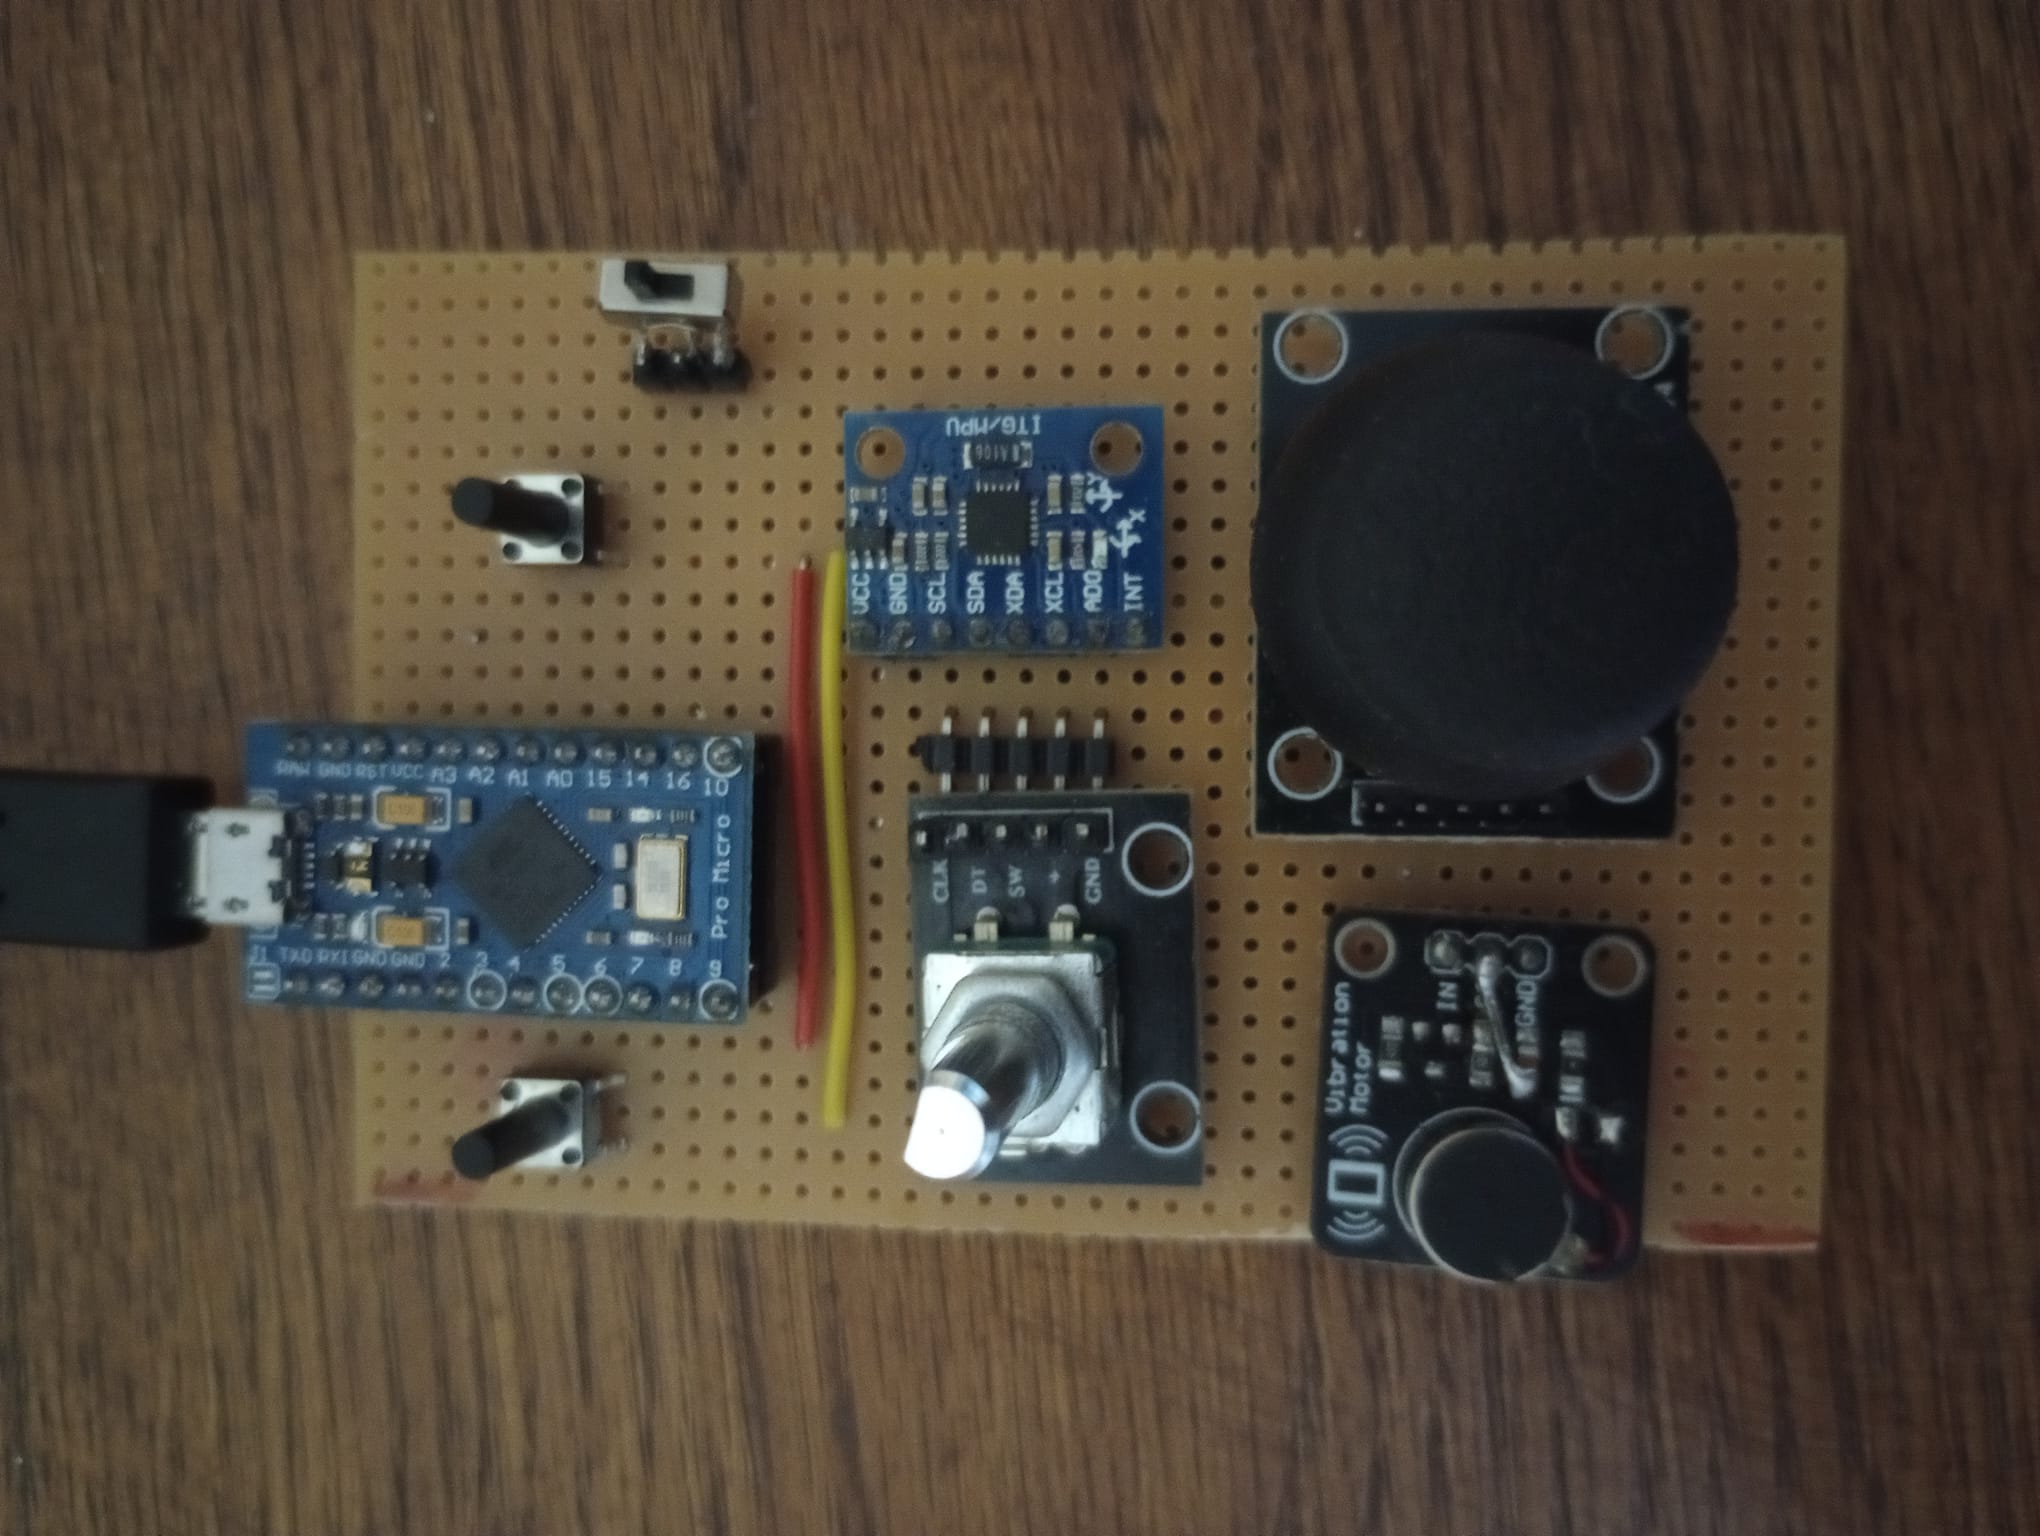 ITG/MPU
Y
X
VCC
GND
SCL
SDA
XDA
XCL
ADO
INT
RAW GND RST VCC A3 A2 A1 A0 15 14 16 10
Pro Micro
J1 TXO RXI GND GND 2 3 4 5 6 7 8 9
CLK
DT
SW
+
GND
Vibration
Motor
IN
GND